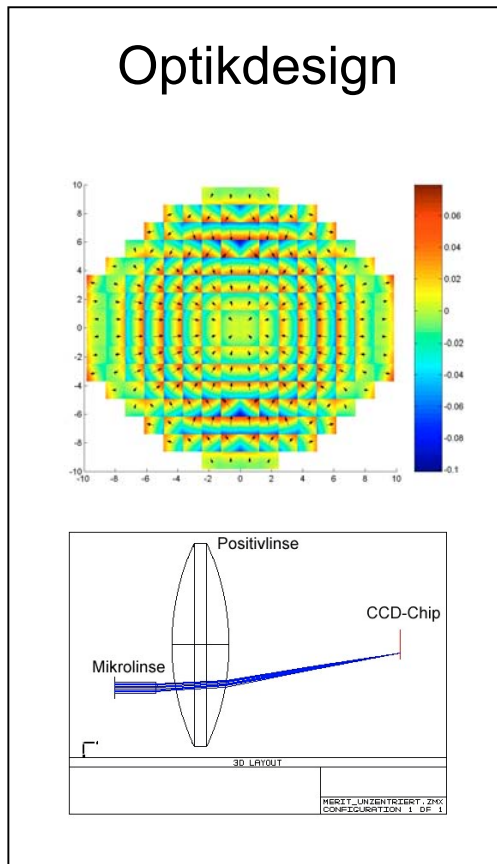 Optikdesign
10
8
6
4
2
0
-2
-4
-6
-8
-10
-10 -8 -6 -4 -2 0 2 4 6 8 10
0.06
0.04
0.02
0
-0.02
-0.04
-0.06
-0.08
-0.1
Positivlinse
CCD-Chip
Mikrolinse
3D LAYOUT
MERIT_UNZENTRIERT.ZMX
CONFIGURATION 1 OF 1